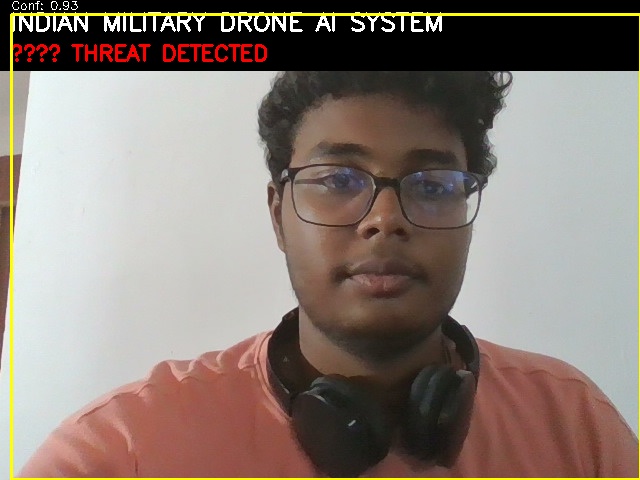 Conf: 0.93
INDIAN MILITARY DRONE AI SYSTEM
???? THREAT DETECTED